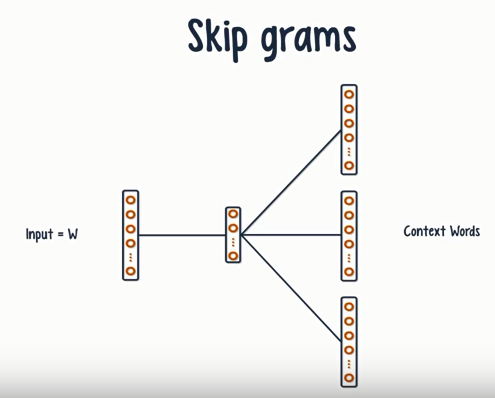 Skip grams
Input = W
Context Words